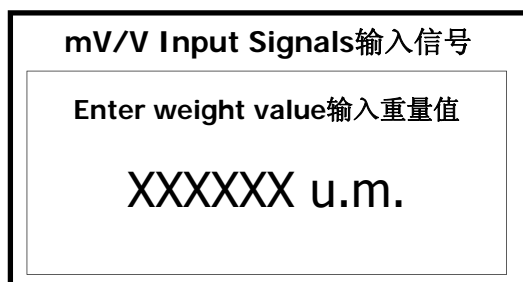 mV/V Input Signals输入信号
Enter weight value输入重量值
XXXXXX u.m.